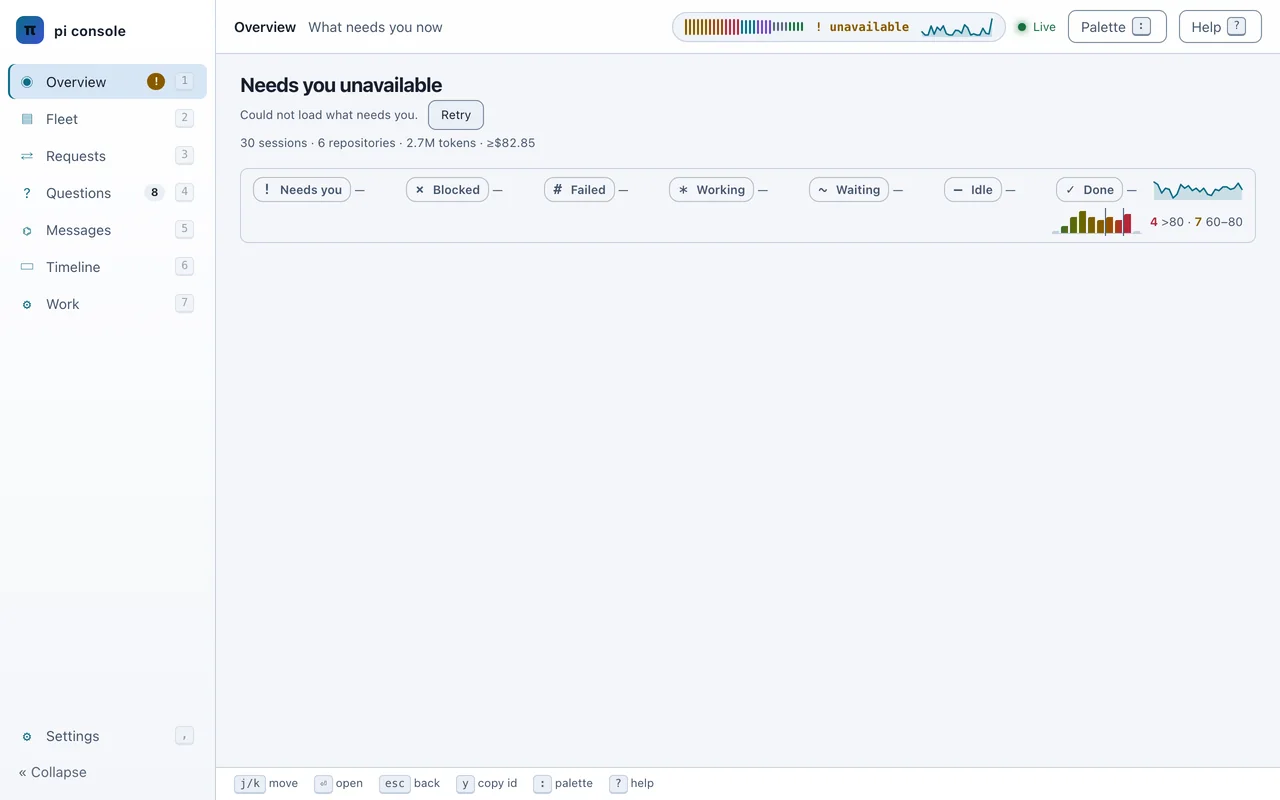 π pi console
Overview ! 1
Fleet 2
Requests 3
? Questions 8 4
Messages 5
Timeline 6
Work 7
Settings ,
« Collapse
Overview What needs you now ! unavailable Live Palette : Help ?
Needs you unavailable
Could not load what needs you. Retry
30 sessions · 6 repositories · 2.7M tokens · ≥$82.85
! Needs you — × Blocked — # Failed — * Working — ~ Waiting — – Idle — ✓ Done —
4 >80 · 7 60–80
j/k move ⏎ open esc back y copy id : palette ? help